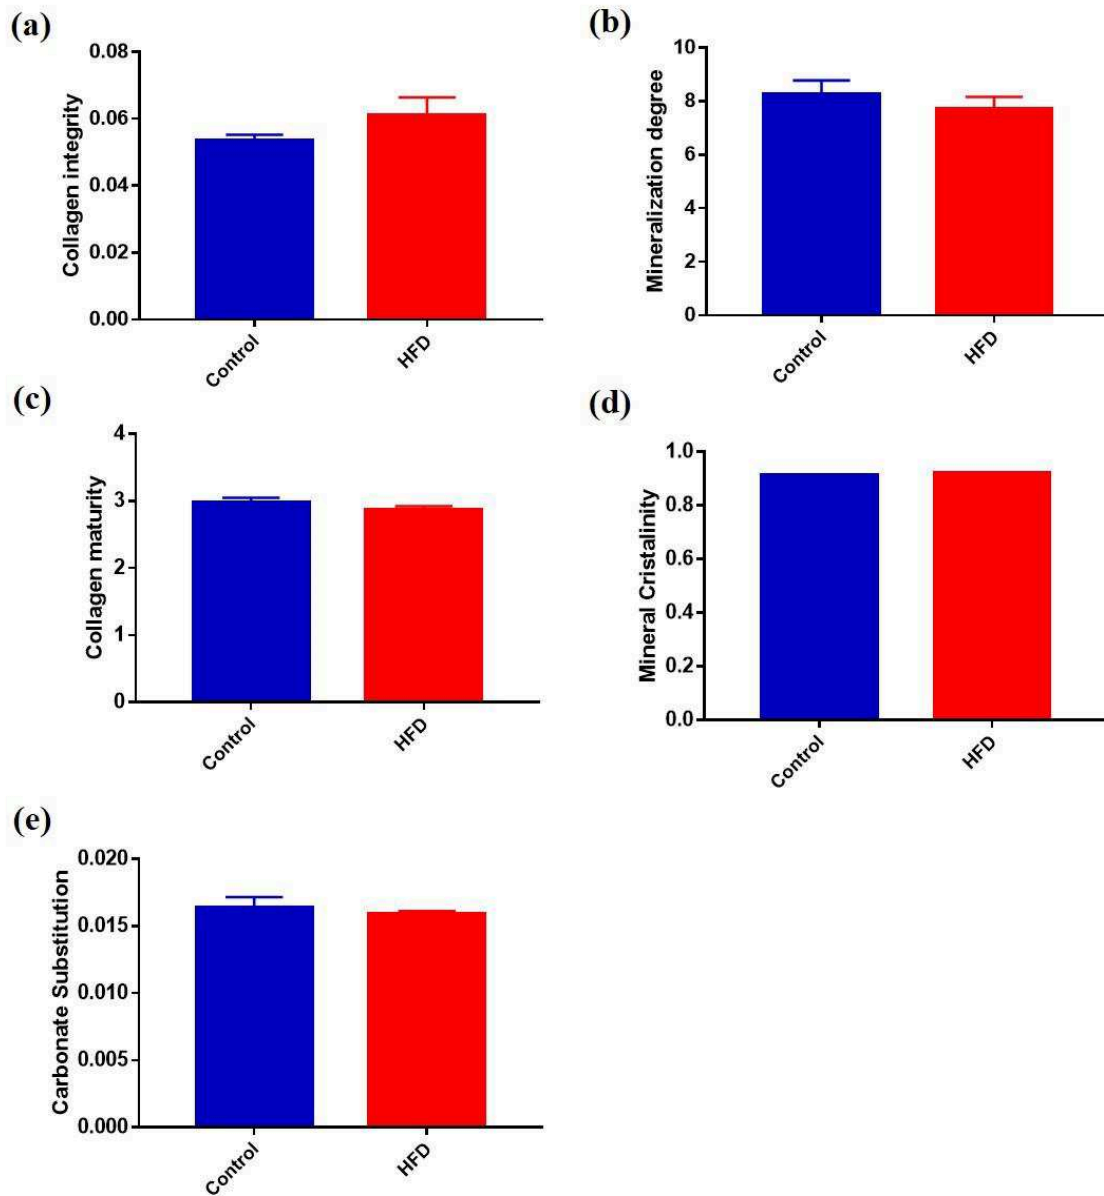 (a)
Collagen integrity
0.08
0.06
0.04
0.02
0.00
Control
HFD
(b)
Mineralization degree
10
8
6
4
2
0
Control
HFD
(c)
Collagen maturity
4
3
2
1
0
Control
HFD
(d)
Mineral Cristalinity
1.0
0.8
0.6
0.4
0.2
0.0
Control
HFD
(e)
Carbonate Substitution
0.020
0.015
0.010
0.005
0.000
Control
HFD